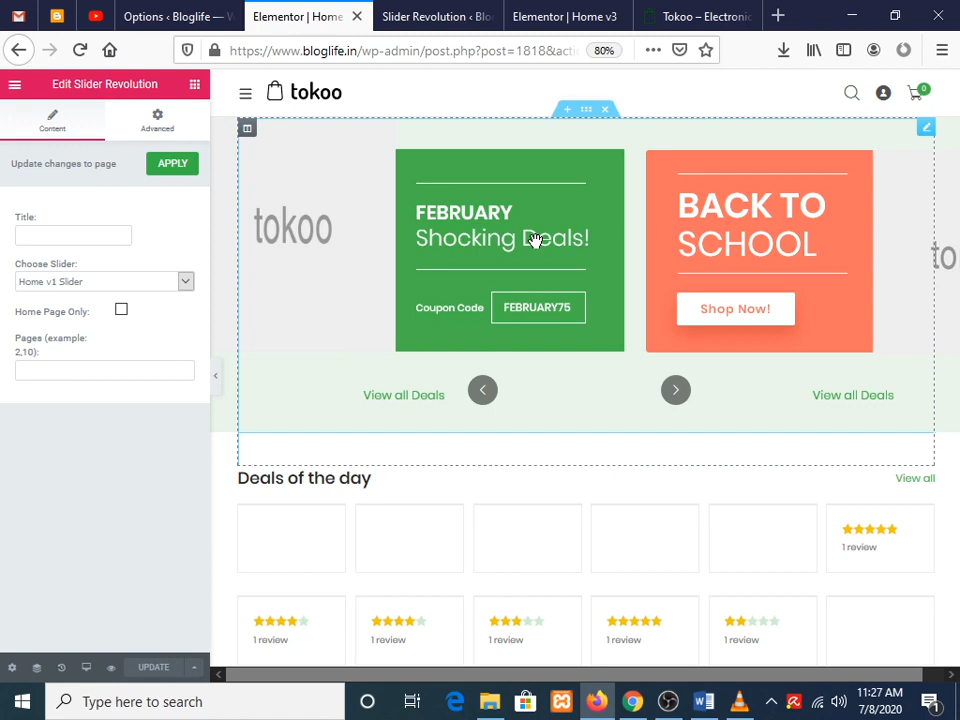 Options ‹ Bloglife — W
Elementor | Home
Slider Revolution ‹ Blo
Elementor | Home v3
Tokoo – Electronic
https://www.bloglife.in/wp-admin/post.php?post=1818&acti
80%
Edit Slider Revolution
Content
Advanced
Update changes to page
APPLY
Title:
Choose Slider:
Home v1 Slider
Home Page Only:
Pages (example:
2,10):
UPDATE
tokoo
0
tokoo
FEBRUARY
Shocking Deals!
Coupon Code
FEBRUARY75
BACK TO
SCHOOL
Shop Now!
to
View all Deals
View all Deals
Deals of the day
View all
1 review
1 review
1 review
1 review
1 review
1 review
Type here to search
11:27 AM
7/8/2020
1